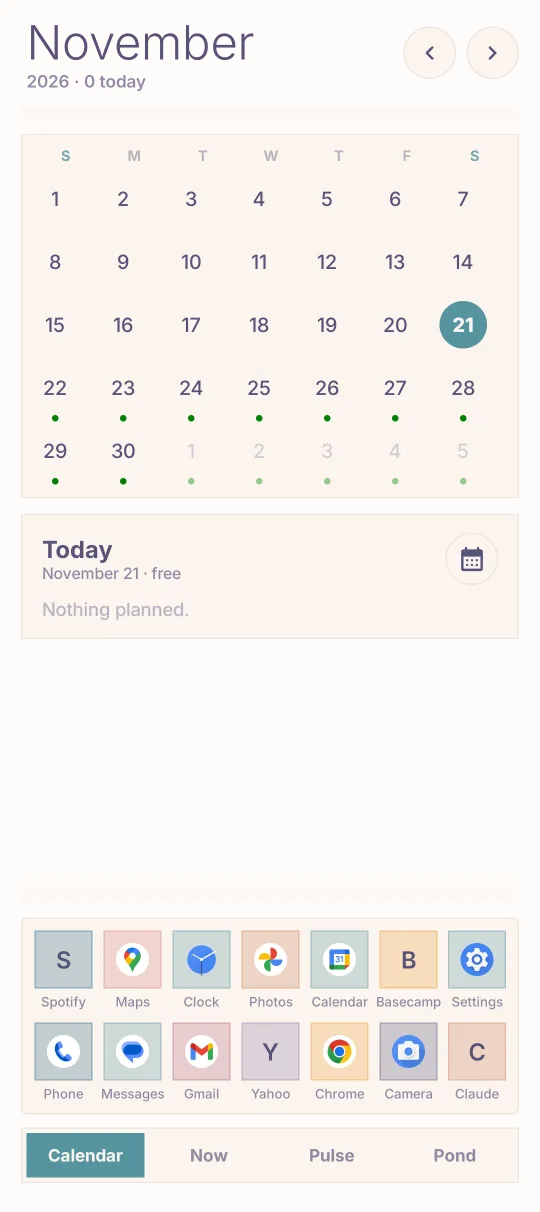 November
2026 · 0 today
S M T W T F S
1 2 3 4 5 6 7
8 9 10 11 12 13 14
15 16 17 18 19 20 21
22 23 24 25 26 27 28
29 30 1 2 3 4 5
Today
November 21 · free
Nothing planned.
S 31 B
Spotify Maps Clock Photos Calendar Basecamp Settings
Y C
Phone Messages Gmail Yahoo Chrome Camera Claude
Calendar Now Pulse Pond